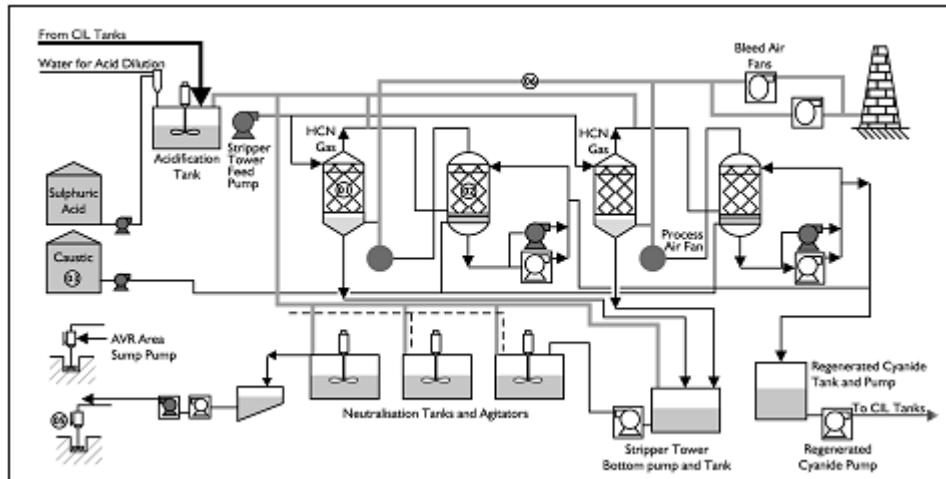 From CIL Tanks
Water for Acid Dilution
Bleed Air
Fans
Acidification
Tank
Stripper
Tower
Feed
Pump
HCN
Gas
HCN
Gas
Sulphuric
Acid
Caustic
Process
Air Fan
AVR Area
Sump Pump
Neutralisation Tanks and Agitators
Stripper Tower
Bottom pump and Tank
Regenerated Cyanide
Tank and Pump
To CIL Tanks
Regenerated
Cyanide Pump